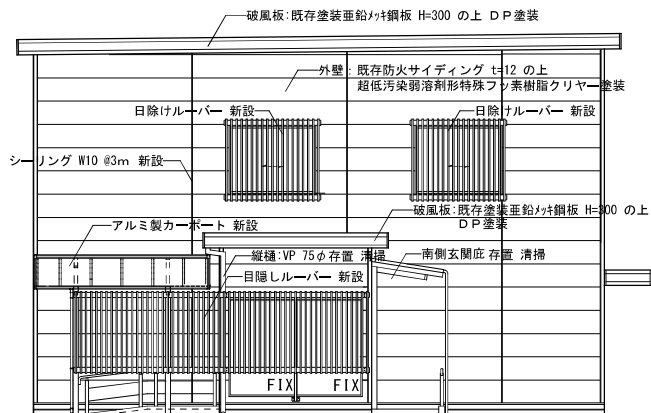 破風板:既存塗装亜鉛ﾒｯｷ鋼板 H=300 の上 ＤＰ塗装
外壁：既存防火サイディング t=12 の上
超低汚染弱溶剤形特殊フッ素樹脂クリヤー塗装
日除けルーバー 新設
日除けルーバー 新設
シーリング W10 @3m 新設
破風板:既存塗装亜鉛ﾒｯｷ鋼板 H=300 の上
ＤＰ塗装
アルミ製カーポート 新設
縦樋:VP 75φ存置 清掃
南側玄関庇 存置 清掃
目隠しルーバー 新設
FIX
FIX